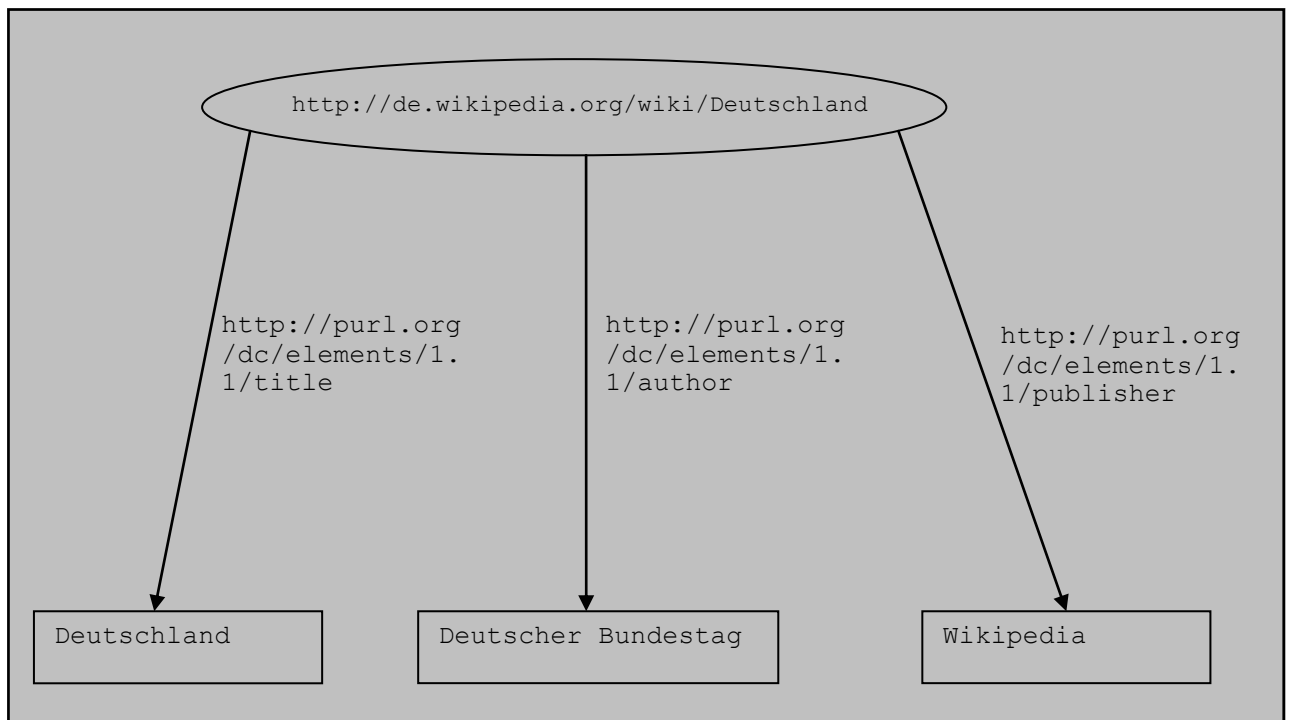 http://de.wikipedia.org/wiki/Deutschland
http://purl.org
/dc/elements/1.
1/title
http://purl.org
/dc/elements/1.
1/author
http://purl.org
/dc/elements/1.
1/publisher
Deutschland
Deutscher Bundestag
Wikipedia